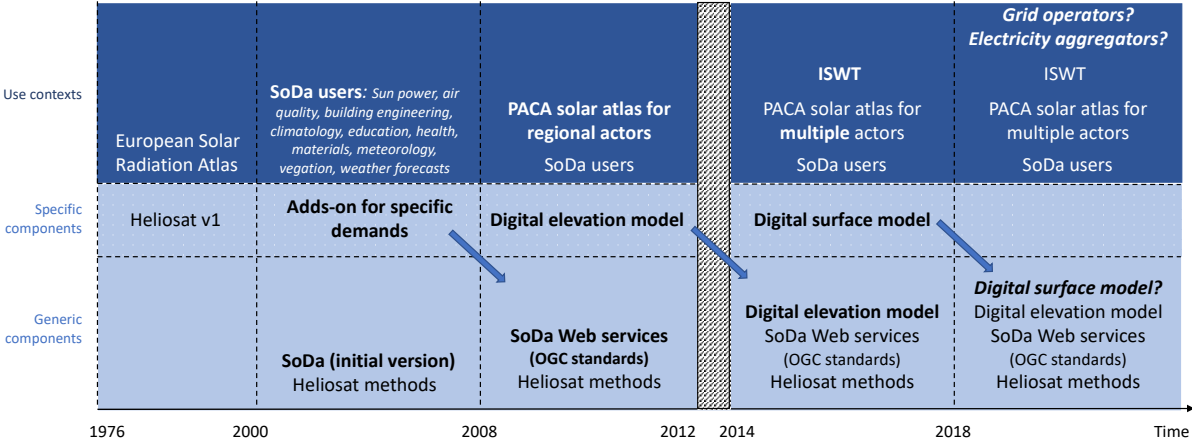 Use contexts
European Solar
Radiation Atlas
SoDa users: Sun power, air
quality, building engineering,
climatology, education, health,
materials, meteorology,
vegation, weather forecasts
PACA solar atlas for
regional actors
SoDa users
ISWT
PACA solar atlas for
multiple actors
SoDa users
Grid operators?
Electricity aggregators?
ISWT
PACA solar atlas for
multiple actors
SoDa users
Specific
components
Heliosat v1
Adds-on for specific
demands
Digital elevation model
Digital surface model
Generic
components
SoDa (initial version)
Heliosat methods
SoDa Web services
(OGC standards)
Heliosat methods
Digital elevation model
SoDa Web services
(OGC standards)
Heliosat methods
Digital surface model?
Digital elevation model
SoDa Web services
(OGC standards)
Heliosat methods
1976 2000 2008 2012 2014 2018 Time